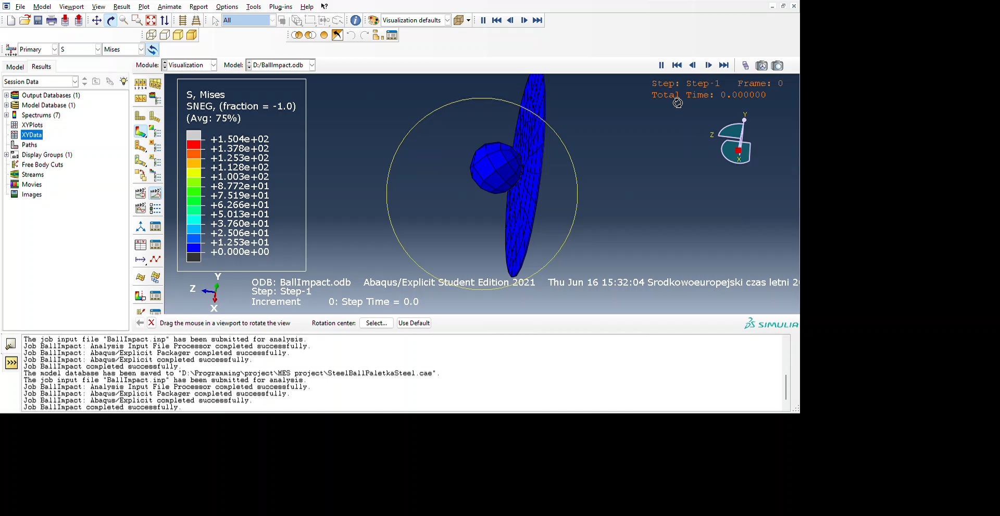 File Model Viewport View Result Plot Animate Report Options Tools Plug-ins Help
All Visualization defaults
Primary S Mises
Model Results Module: Visualization Model: D:/BallImpact.odb
Session Data
Output Databases (1)
Model Database (1)
Spectrums (7)
XYPlots
XYData
Paths
Display Groups (1)
Free Body Cuts
Streams
Movies
Images
S, Mises
SNEG, (fraction = -1.0)
(Avg: 75%)
+1.504e+02
+1.378e+02
+1.253e+02
+1.128e+02
+1.003e+02
+8.772e+01
+7.519e+01
+6.266e+01
+5.013e+01
+3.760e+01
+2.506e+01
+1.253e+01
+0.000e+00
Step: Step-1 Frame: 0
Total Time: 0.000000
Y
Z
X
Y
Z
X
ODB: BallImpact.odb Abaqus/Explicit Student Edition 2021 Thu Jun 16 15:32:04 Srodkowoeuropejski czas letni 2
Step: Step-1
Increment 0: Step Time = 0.0
Drag the mouse in a viewport to rotate the view Rotation center: Select... Use Default
SIMULIA
The job input file "BallImpact.inp" has been submitted for analysis.
Job BallImpact: Analysis Input File Processor completed successfully.
Job BallImpact: Abaqus/Explicit Packager completed successfully.
Job BallImpact: Abaqus/Explicit completed successfully.
Job BallImpact completed successfully.
The model database has been saved to "D:\Programming\project\MES project\SteelBallPaletkaSteel.cae".
The job input file "BallImpact.inp" has been submitted for analysis.
Job BallImpact: Analysis Input File Processor completed successfully.
Job BallImpact: Abaqus/Explicit Packager completed successfully.
Job BallImpact: Abaqus/Explicit completed successfully.
Job BallImpact completed successfully.